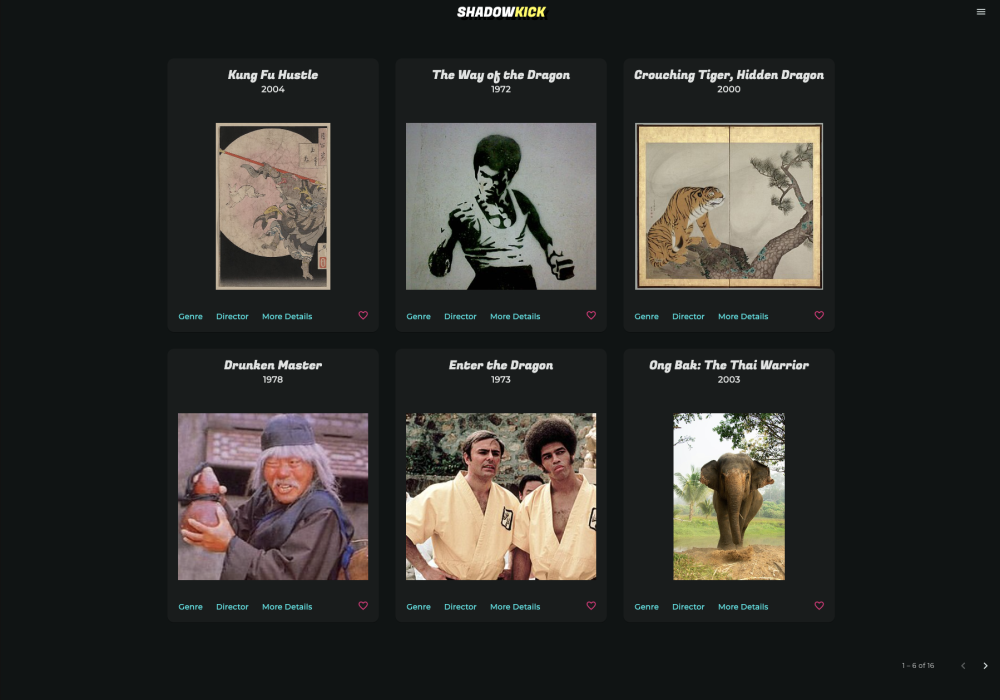 SHADOWKICK
Kung Fu Hustle
2004
The Way of the Dragon
1972
Crouching Tiger, Hidden Dragon
2000
Genre Director More Details
Genre Director More Details
Genre Director More Details
Drunken Master
1978
Enter the Dragon
1973
Ong Bak: The Thai Warrior
2003
Genre Director More Details
Genre Director More Details
Genre Director More Details
1 – 6 of 16